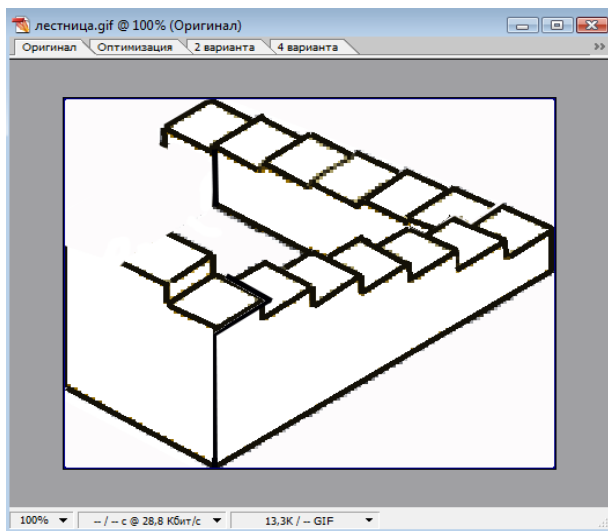 лестница.gif @ 100% (Оригинал)
Оригинал Оптимизация 2 варианта 4 варианта
100% -- / -- с @ 28,8 Кбит/с 13,3K / -- GIF